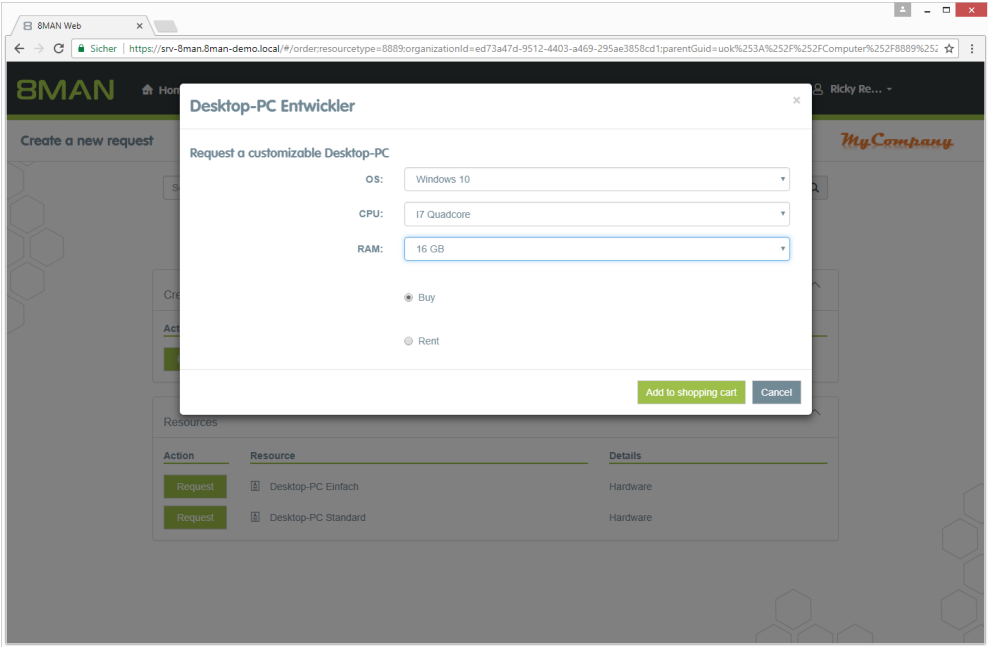 8MAN Web
Sicher https://srv-8man.8man-demo.local/#/order;resourcetype=8889;organizationId=ed73a47d-9512-4403-a469-295ae3858cd1;parentGuid=uok%253A%252F%252FComputer%252F8889%252
8MAN Hom Ricky Re...
Create a new request MyCompany
Desktop-PC Entwickler
Request a customizable Desktop-PC
OS: Windows 10
CPU: I7 Quadcore
RAM: 16 GB
Buy
Rent
Add to shopping cart Cancel
Cre
Act
Resources
Action Resource Details
Request Desktop-PC Einfach Hardware
Request Desktop-PC Standard Hardware